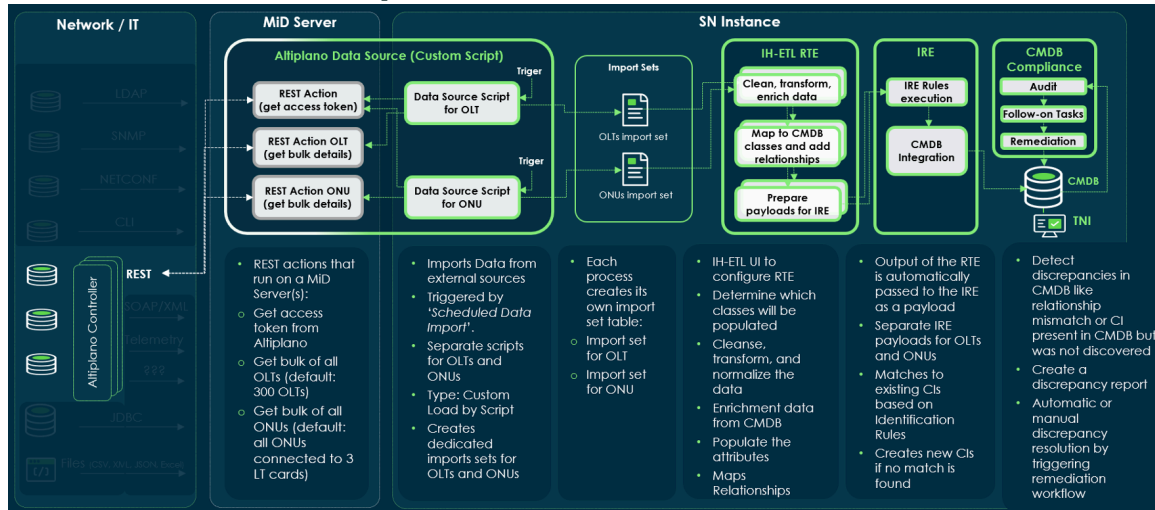 Network / IT
MiD Server
SN Instance
LDAP
SNMP
NETCONF
CLI
REST
SOAP/XML
Telemetry
???
JDBC
Files (CSV, XML, JSON, Excel)
Altiplano Controller
Altiplano Data Source (Custom Script)
REST Action
(get access token)
REST Action OLT
(get bulk details)
REST Action ONU
(get bulk details)
Triger
Data Source Script
for OLT
Triger
Data Source Script
for ONU
Import Sets
OLTs import set
ONUs import set
IH-ETL RTE
Clean, transform,
enrich data
Map to CMDB
classes and add
relationships
Prepare
payloads for IRE
IRE
IRE Rules
execution
CMDB
Integration
CMDB
Compliance
Audit
Follow-on Tasks
Remediation
CMDB
TNI
• REST actions that
run on a MiD
Server(s):
o Get access
token from
Altiplano
o Get bulk of all
OLTs (default:
300 OLTs)
o Get bulk of all
ONUs (default:
all ONUs
connected to 3
LT cards)
• Imports Data from
external sources
• Triggered by
‘Scheduled Data
Import’.
• Separate scripts
for OLTs and
ONUs
• Type: Custom
Load by Script
• Creates
dedicated
imports sets for
OLTs and ONUs
• Each
process
creates its
own import
set table:
o Import set
for OLT
o Import set
for ONU
• IH-ETL UI to
configure RTE
• Determine which
classes will be
populated
• Cleanse,
transform, and
normalize the
data
• Enrichment data
from CMDB
• Populate the
attributes
• Maps
Relationships
• Output of the RTE
is automatically
passed to the IRE
as a payload
• Separate IRE
payloads for OLTs
and ONUs
• Matches to
existing CIs
based on
Identification
Rules
• Creates new CIs
if no match is
found
• Detect
discrepancies in
CMDB like
relationship
mismatch or CI
present in CMDB but
was not discovered
• Create a
discrepancy report
• Automatic or
manual
discrepancy
resolution by
triggering
remediation
workflow